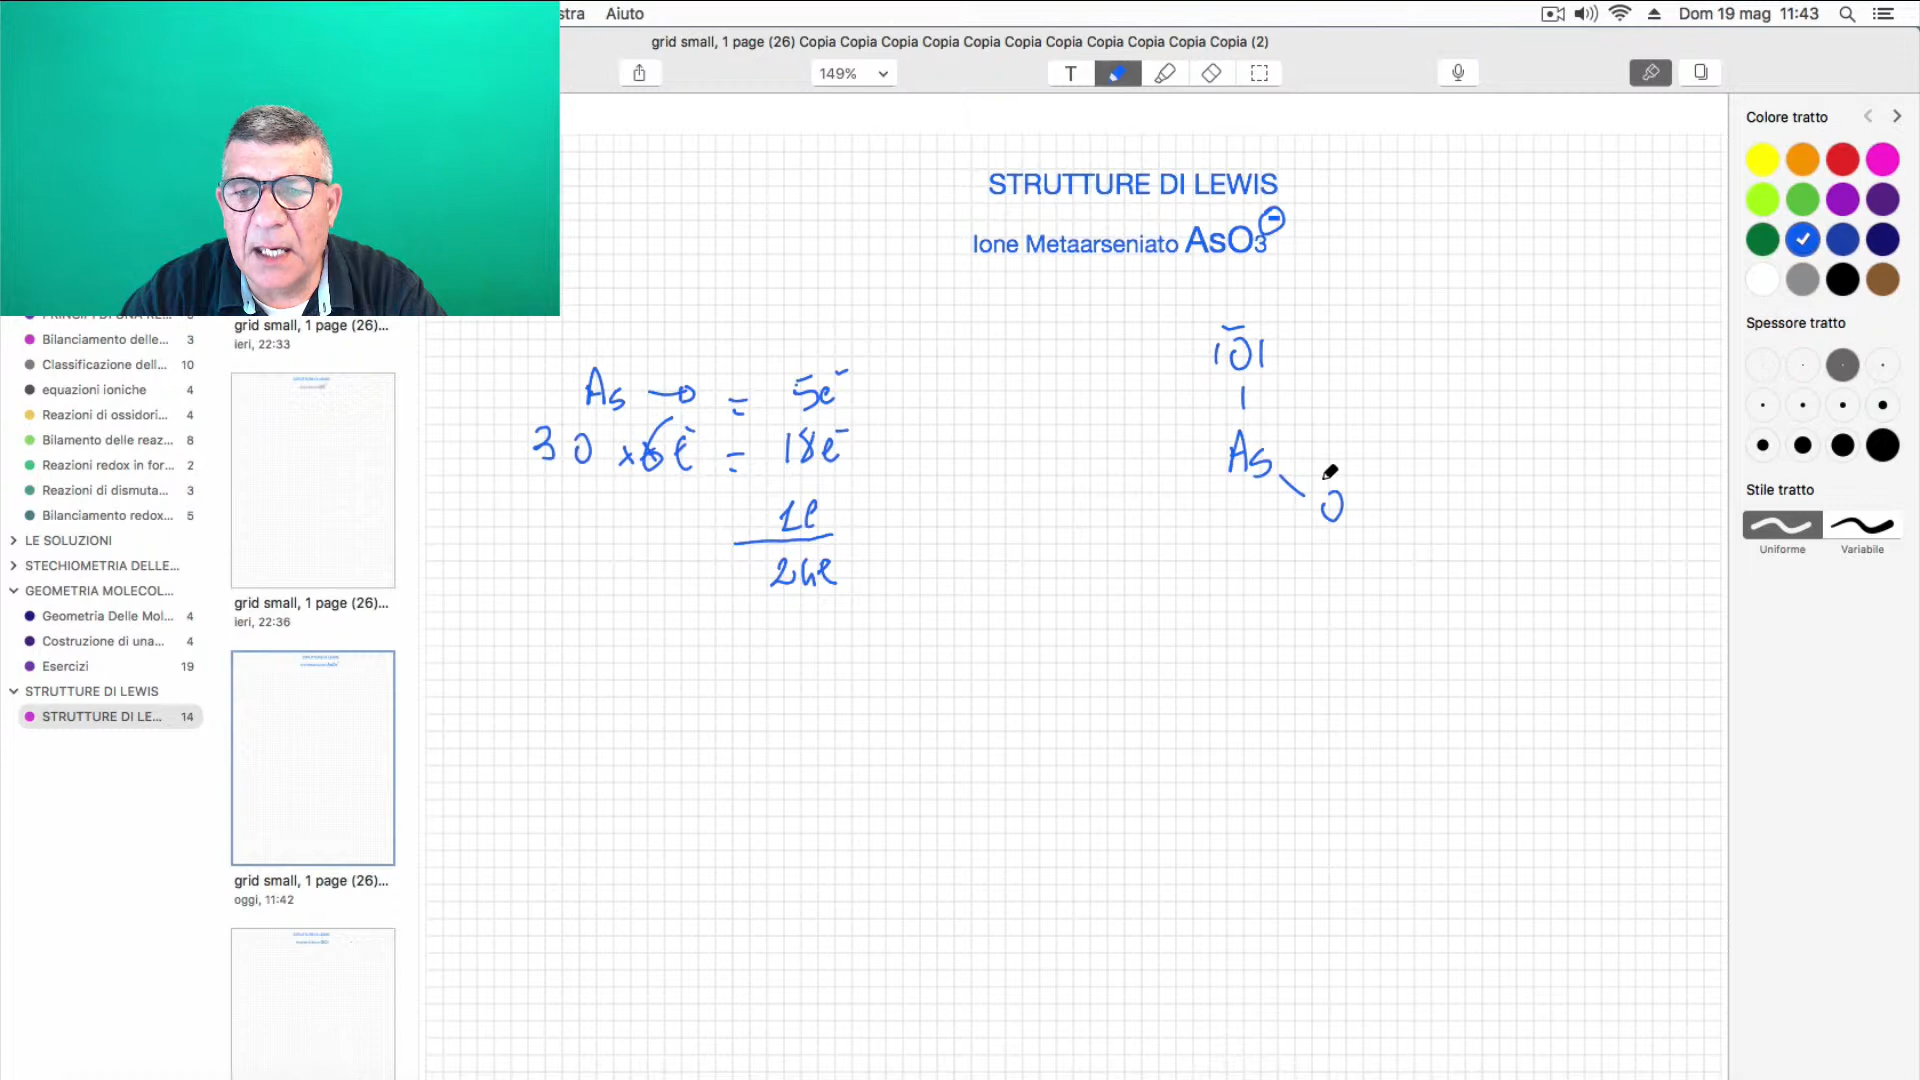 stra Aiuto
Dom 19 mag 11:43
grid small, 1 page (26) Copia Copia Copia Copia Copia Copia Copia Copia Copia Copia (2)
149%
T
Colore tratto
Spessore tratto
Stile tratto
Uniforme Variabile
Bilanciamento delle... 3
Classificazione dell... 10
equazioni ioniche 4
Reazioni di ossidori... 4
Bilamento delle reaz... 8
Reazioni redox in for... 2
Reazioni di dismuta... 3
Bilanciamento redox... 5
LE SOLUZIONI
STECHIOMETRIA DELLE...
GEOMETRIA MOLECOL...
Geometria Delle Mol... 4
Costruzione di una... 4
Esercizi 19
STRUTTURE DI LEWIS
STRUTTURE DI LE... 14
grid small, 1 page (26)...
ieri, 22:33
grid small, 1 page (26)...
ieri, 22:36
grid small, 1 page (26)...
oggi, 11:42
STRUTTURE DI LEWIS
Ione Metaarseniato AsO3-
As = 5e-
3 O x6e- = 18e-
1e
24e
|O|
|
As
O